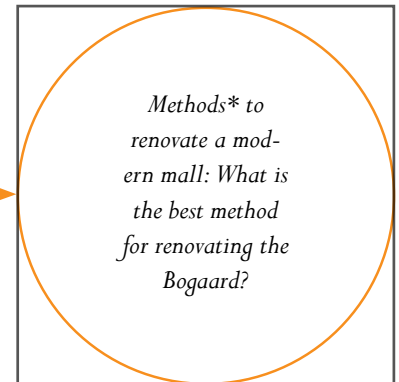 Methods* to
renovate a mod-
ern mall: What is
the best method
for renovating the
Bogaard?